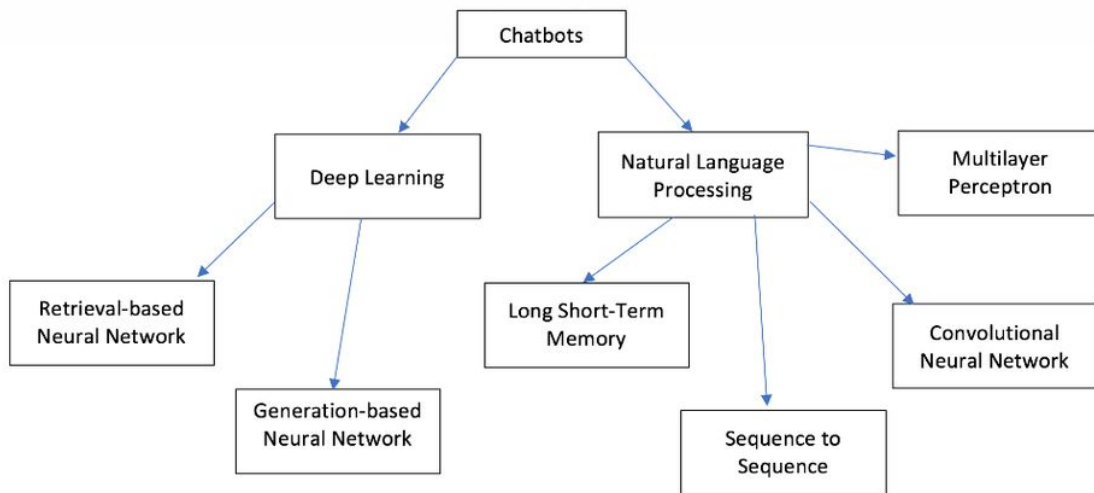 Chatbots
Deep Learning
Natural Language
Processing
Multilayer
Perceptron
Retrieval-based
Neural Network
Generation-based
Neural Network
Long Short-Term
Memory
Sequence to
Sequence
Convolutional
Neural Network